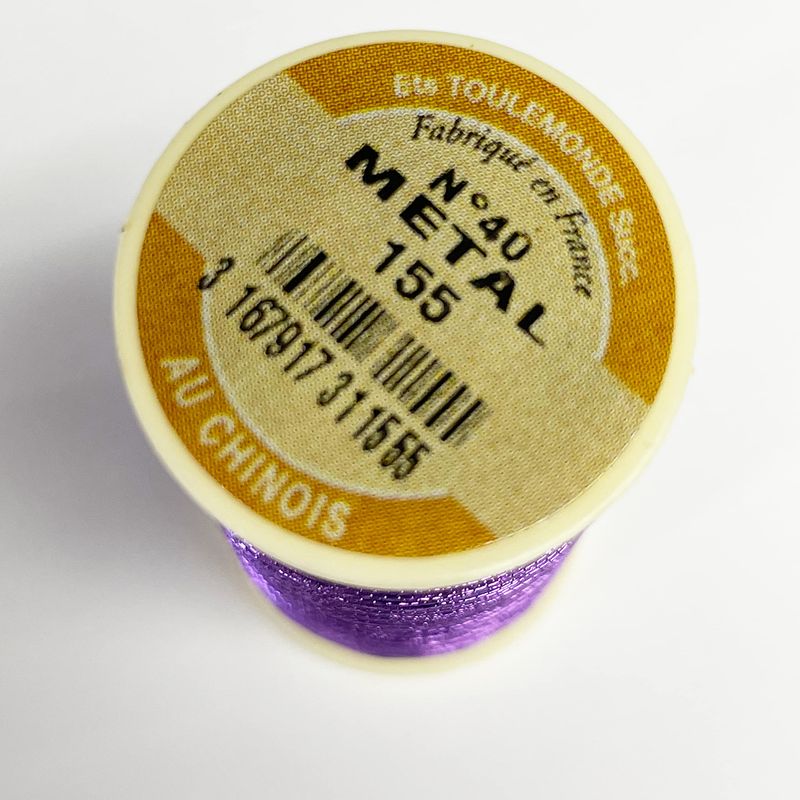 Ets TOULEMONDE Succ
Fabriqué en France
N°40
METAL
155
3 167917 311555
AU CHINOIS